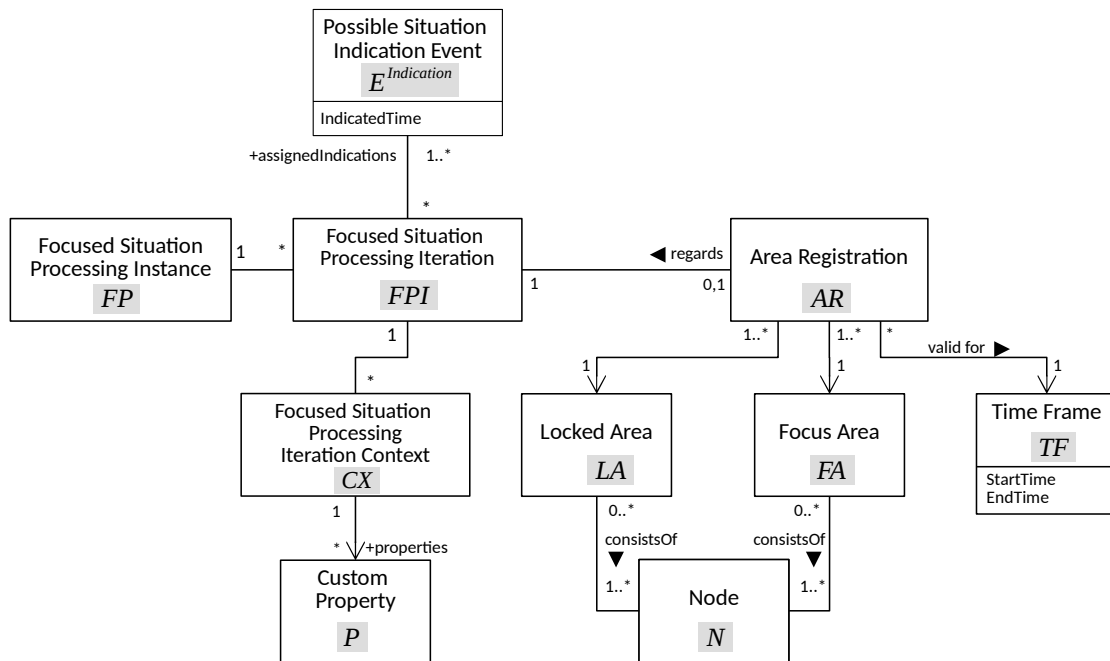 Possible Situation
Indication Event
E^Indication
IndicatedTime
+assignedIndications
1..*
*
Focused Situation
Processing Instance
FP
1
*
Focused Situation
Processing Iteration
FPI
1
◄ regards
0,1
Area Registration
AR
1
*
1..*
1..*
*
valid for ►
1
1
1
Focused Situation
Processing
Iteration Context
CX
Locked Area
LA
Focus Area
FA
Time Frame
TF
StartTime
EndTime
1
*
+properties
0..*
consistsOf
▼
1..*
0..*
consistsOf
▼
1..*
Custom
Property
P
Node
N